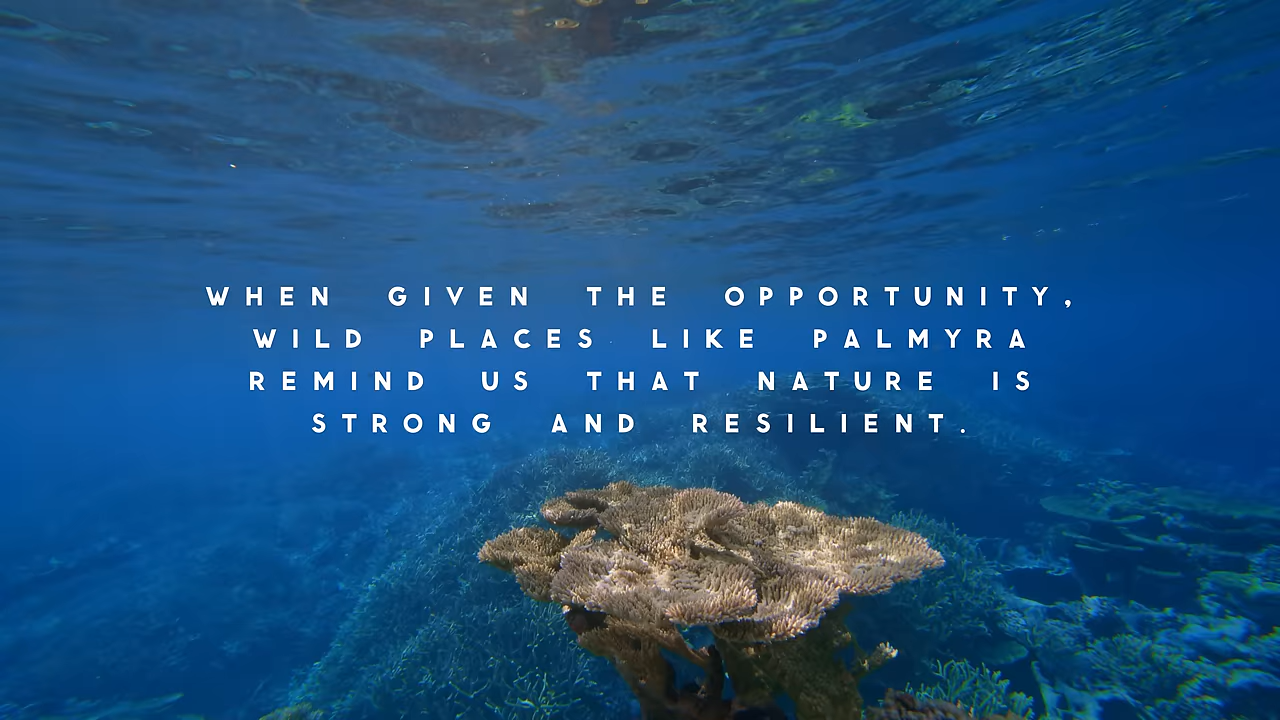 WHEN GIVEN THE OPPORTUNITY,
WILD PLACES LIKE PALMYRA
REMIND US THAT NATURE IS
STRONG AND RESILIENT.